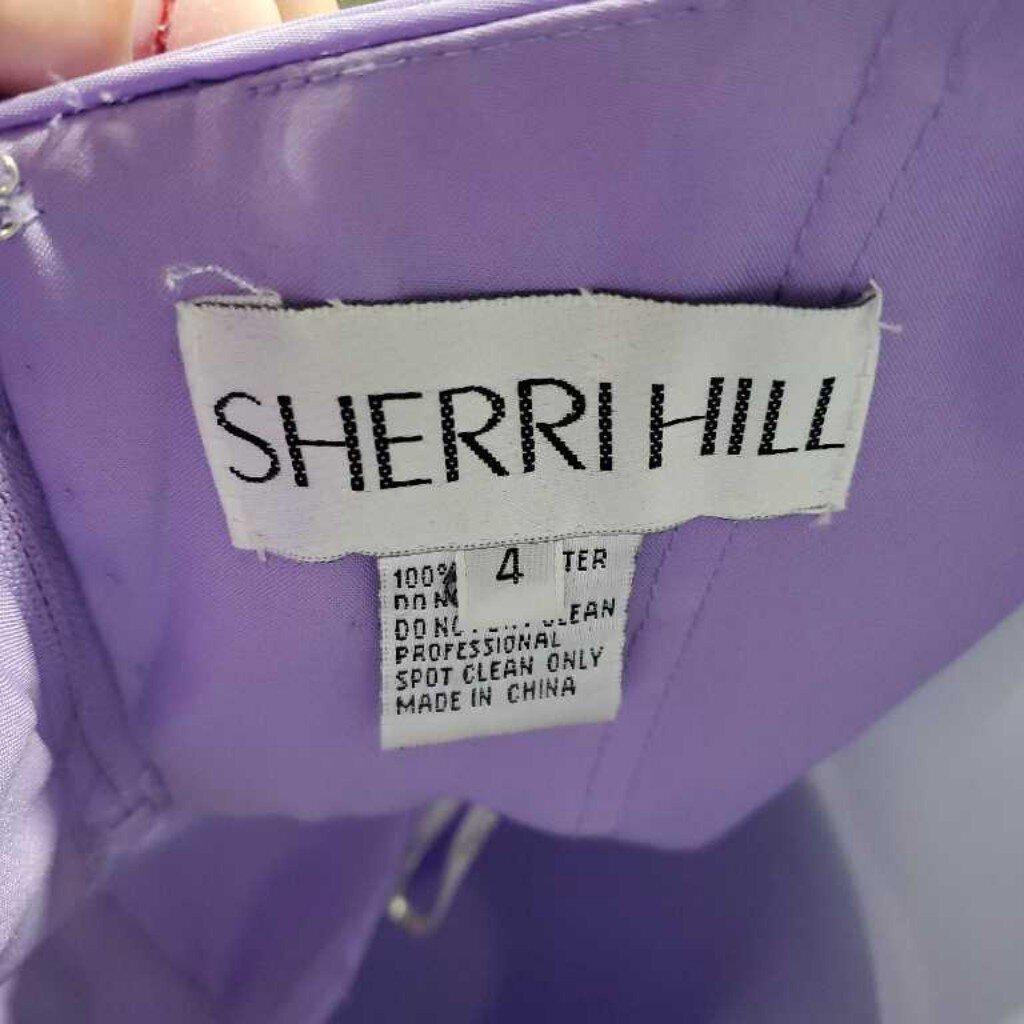 SHERRI HILL
4
100% TER
DO
DO CLEAN
PROFESSIONAL
SPOT CLEAN ONLY
MADE IN CHINA